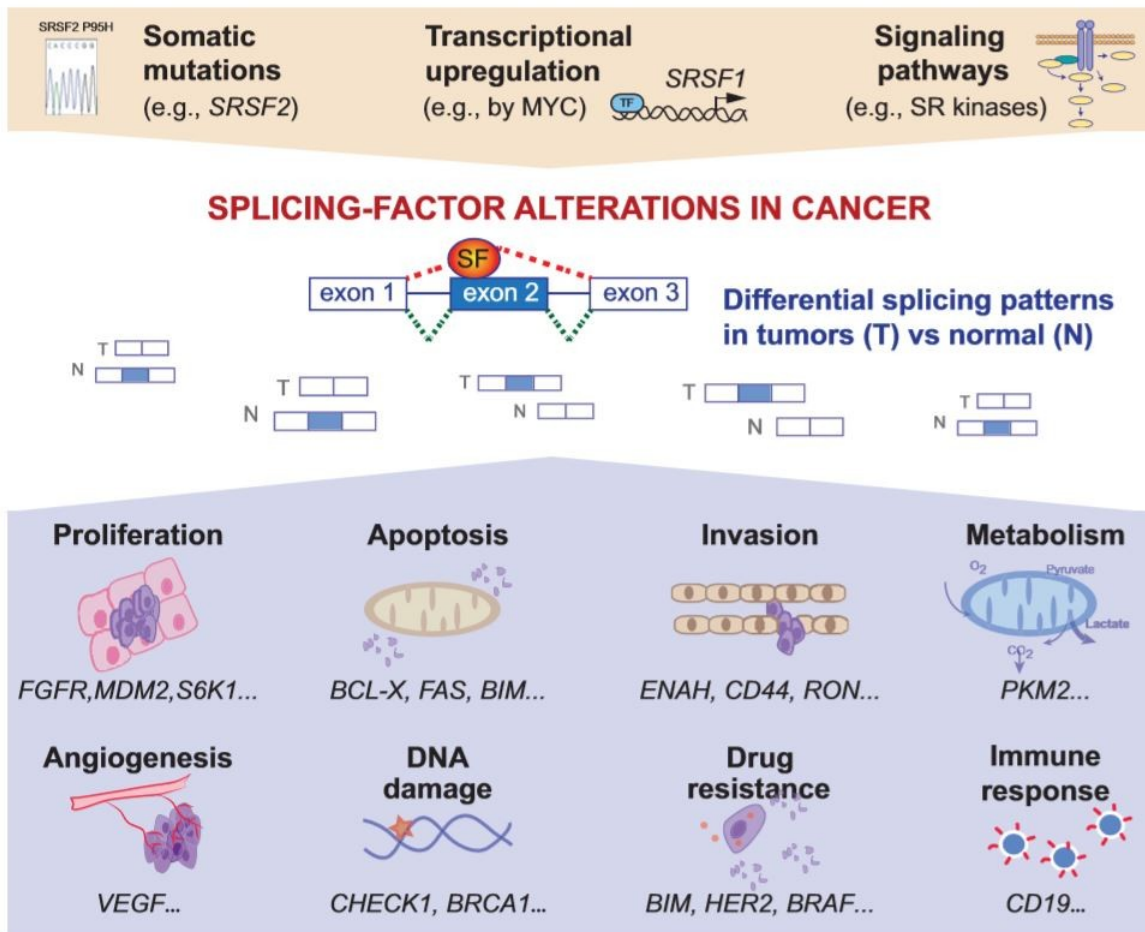 SRSF2 P95H
C A C C C G G
Somatic
mutations
(e.g., SRSF2)
Transcriptional
upregulation
(e.g., by MYC)
SRSF1
TF
Signaling
pathways
(e.g., SR kinases)
SPLICING-FACTOR ALTERATIONS IN CANCER
SF
exon 1
exon 2
exon 3
Differential splicing patterns
in tumors (T) vs normal (N)
T
N
T
N
T
N
T
N
T
N
Proliferation
FGFR,MDM2,S6K1...
Apoptosis
BCL-X, FAS, BIM...
Invasion
ENAH, CD44, RON...
Metabolism
O2
Pyruvate
Lactate
CO2
PKM2...
Angiogenesis
VEGF...
DNA
damage
CHECK1, BRCA1...
Drug
resistance
BIM, HER2, BRAF...
Immune
response
CD19...